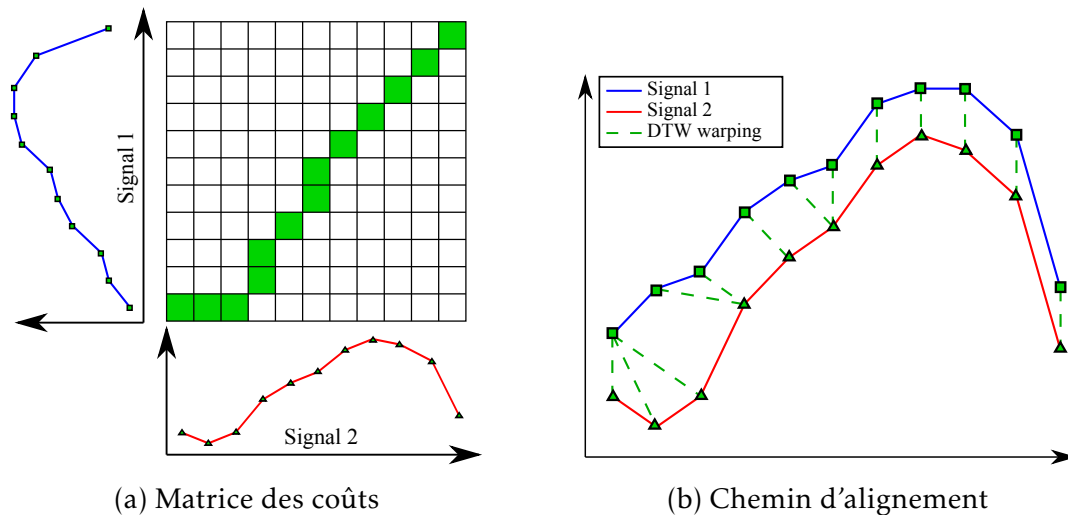 Signal 1
Signal 2
(a) Matrice des coûts
Signal 1
Signal 2
DTW warping
(b) Chemin d'alignement